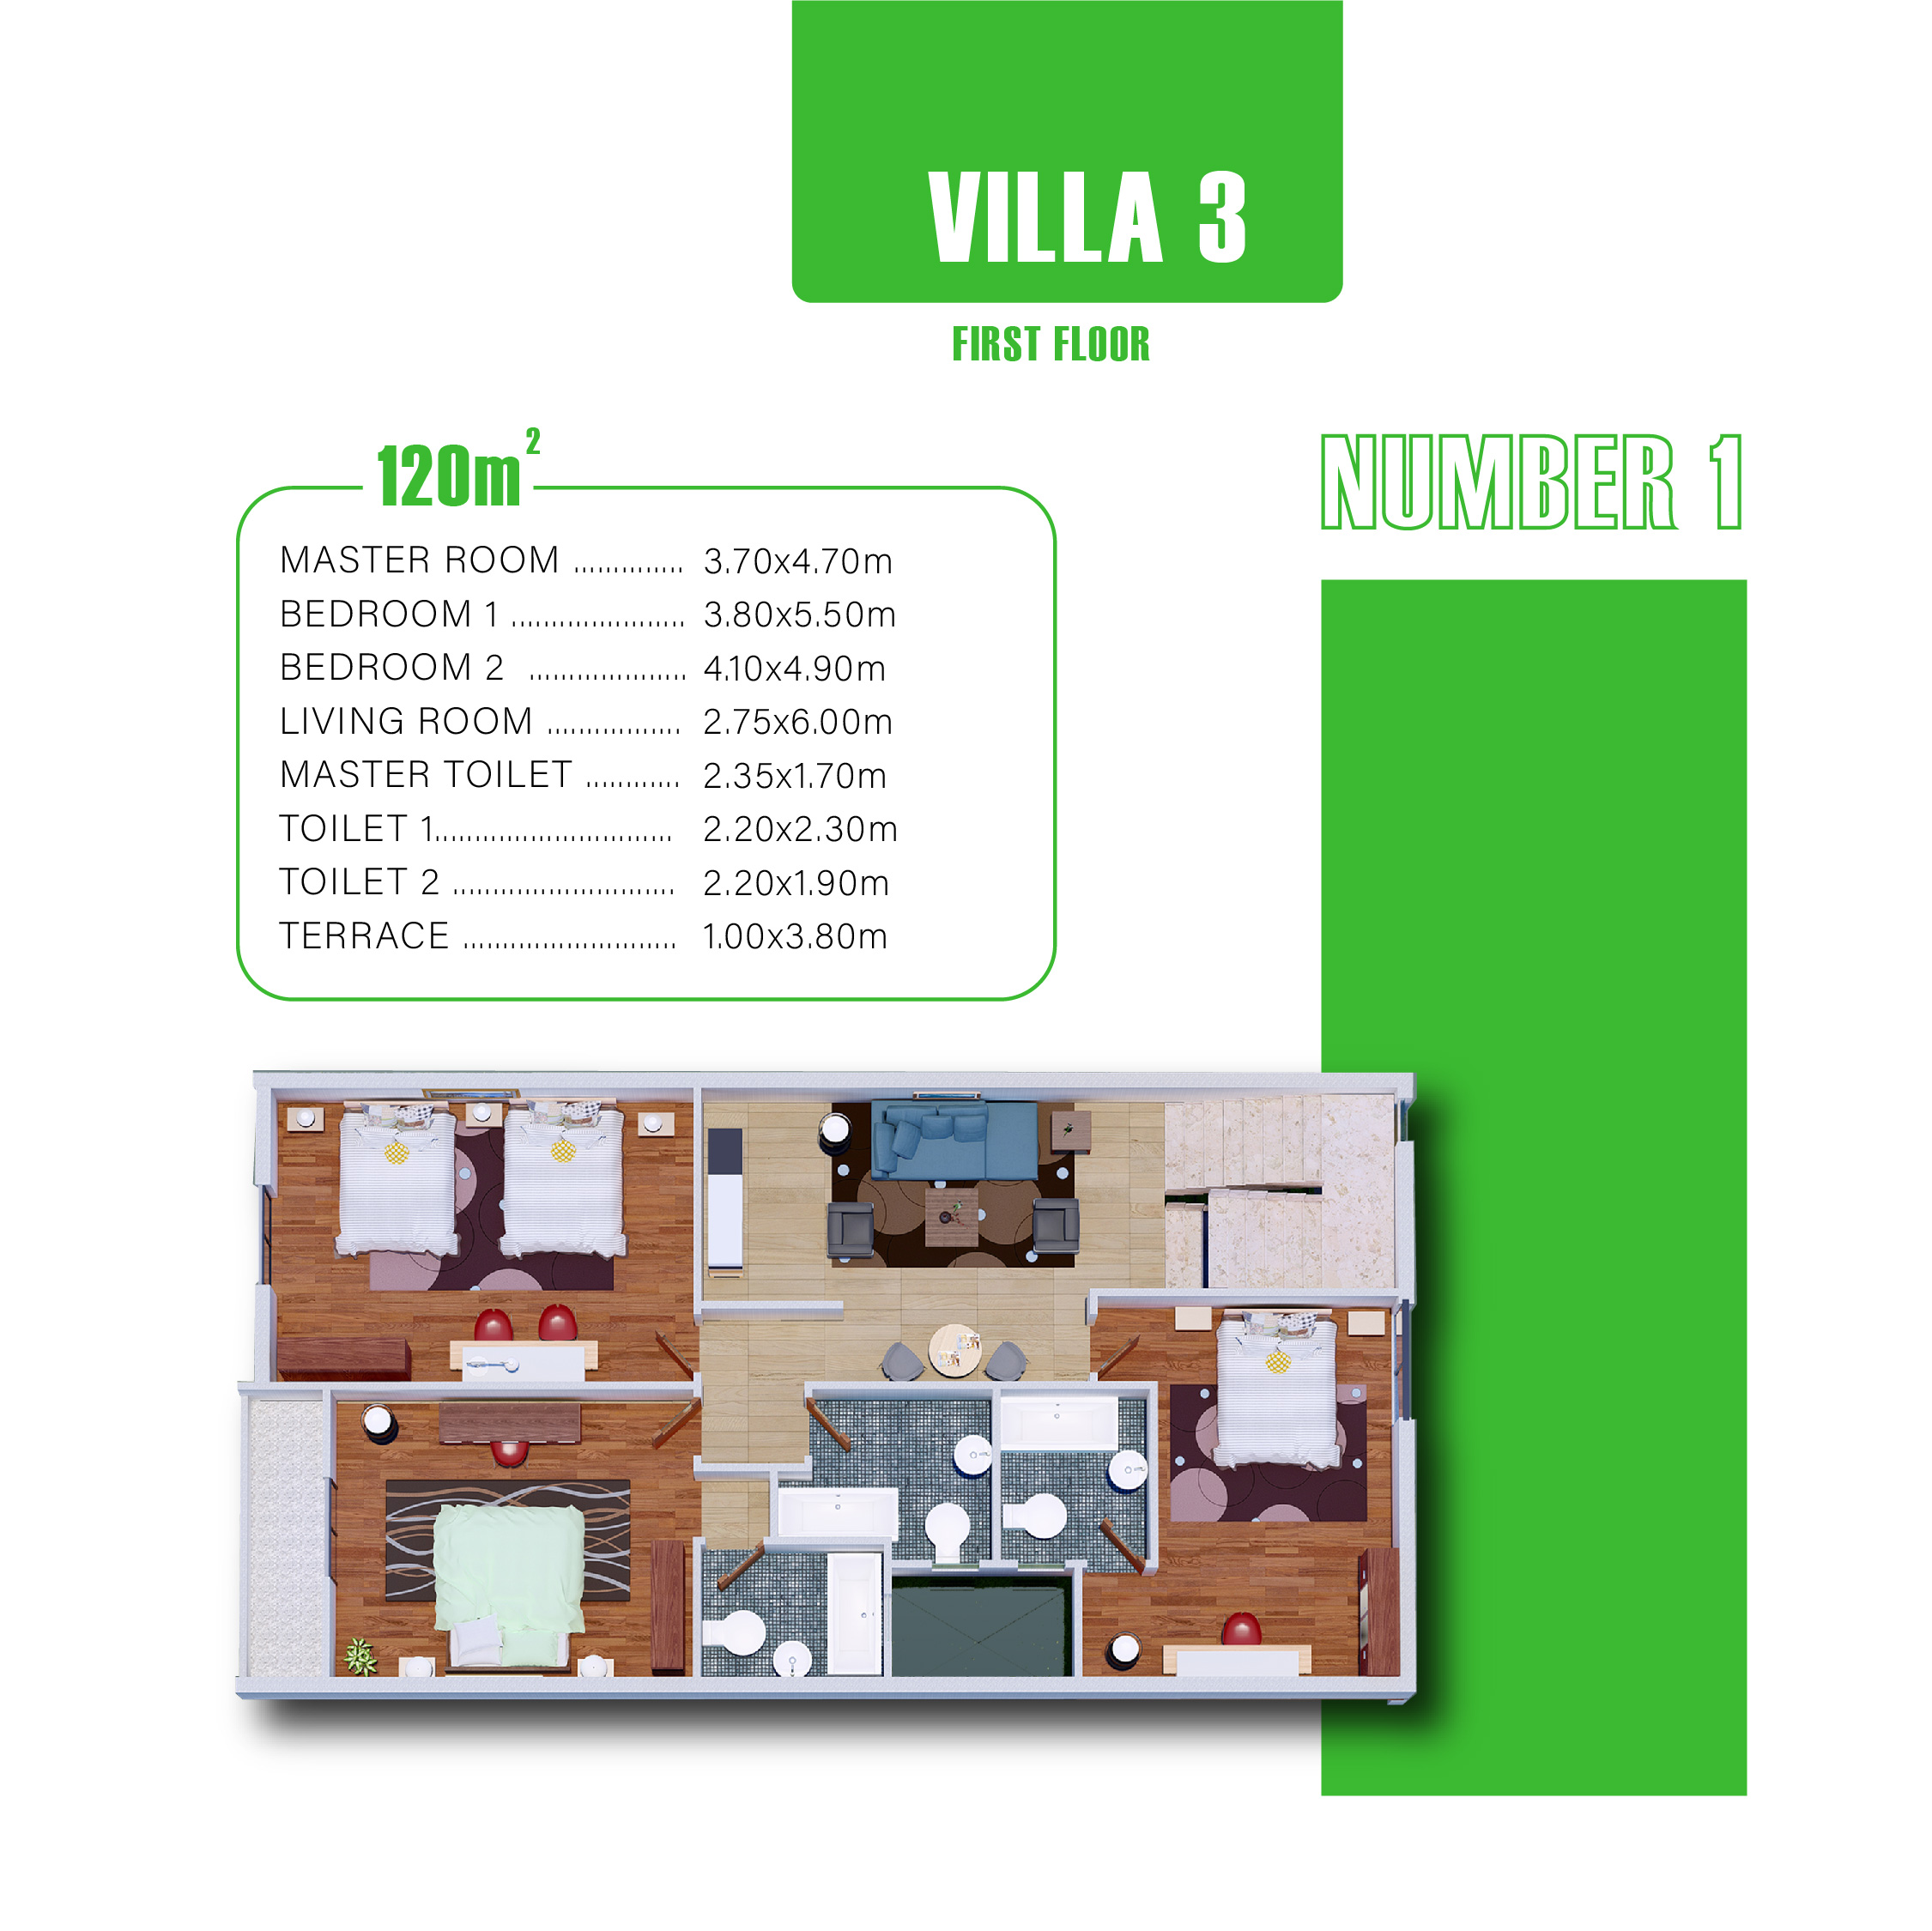 VILLA 3
FIRST FLOOR
120m²
NUMBER 1
MASTER ROOM .............. 3.70x4.70m
BEDROOM 1 ...................... 3.80x5.50m
BEDROOM 2 .................... 4.10x4.90m
LIVING ROOM ................. 2.75x6.00m
MASTER TOILET ............ 2.35x1.70m
TOILET 1.............................. 2.20x2.30m
TOILET 2 ............................ 2.20x1.90m
TERRACE ........................... 1.00x3.80m